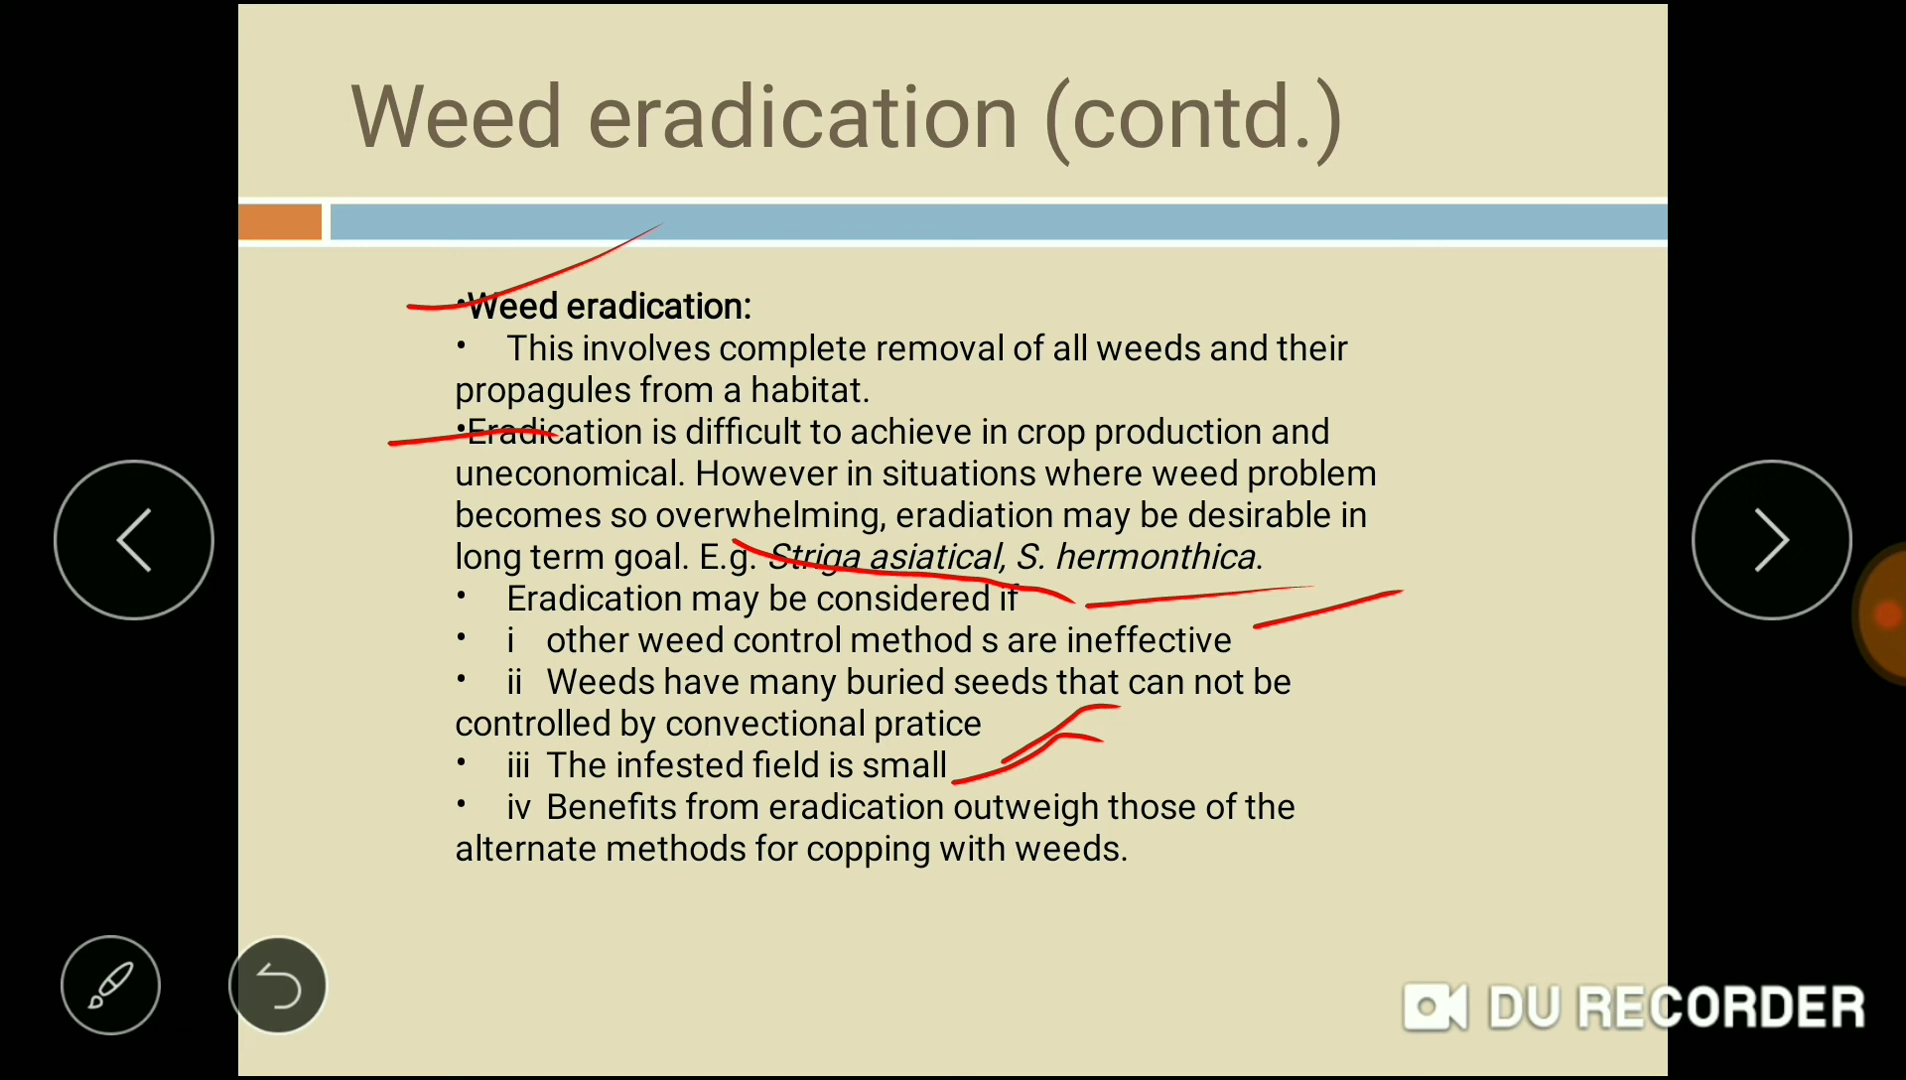 Weed eradication (contd.)
•Weed eradication:
• This involves complete removal of all weeds and their
propagules from a habitat.
•Eradication is difficult to achieve in crop production and
uneconomical. However in situations where weed problem
becomes so overwhelming, eradiation may be desirable in
long term goal. E.g. Striga asiatical, S. hermonthica.
• Eradication may be considered if
• i other weed control method s are ineffective
• ii Weeds have many buried seeds that can not be
controlled by convectional pratice
• iii The infested field is small
• iv Benefits from eradication outweigh those of the
alternate methods for copping with weeds.
DU RECORDER